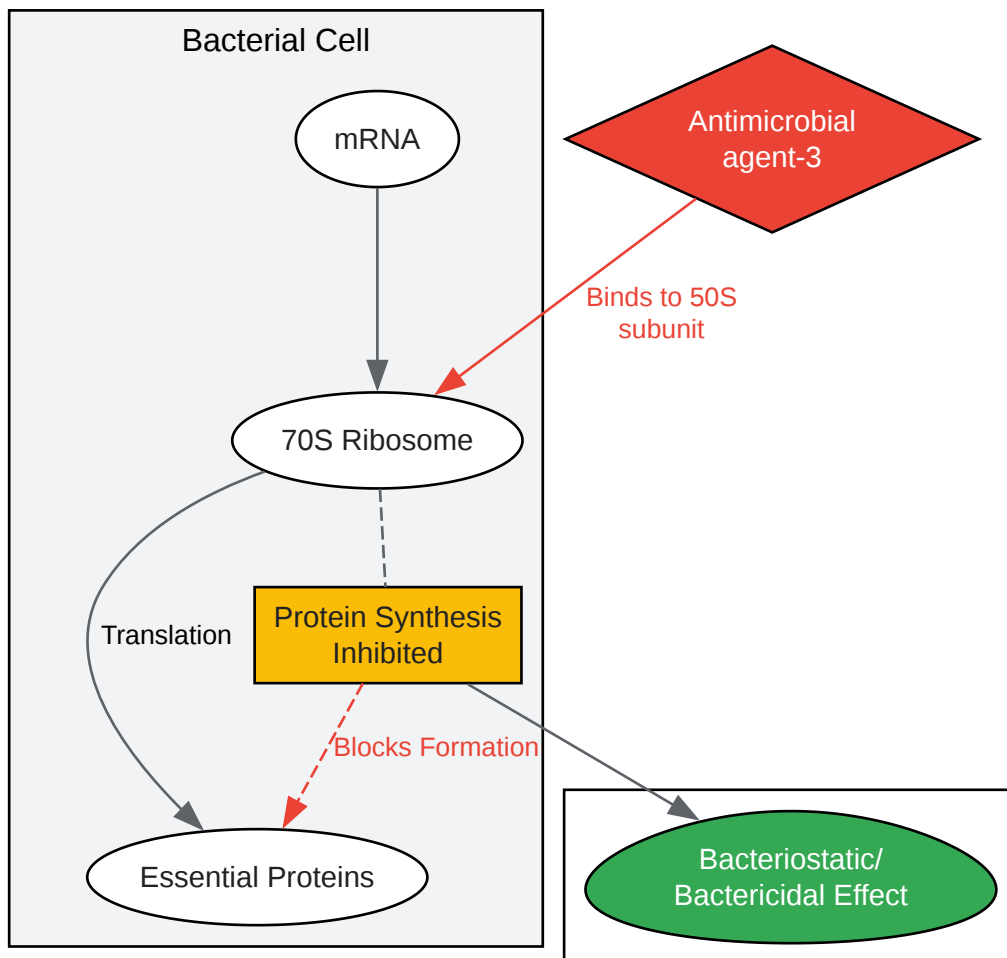 Bacterial Cell
mRNA
Antimicrobial
agent-3
Binds to 50S
subunit
70S Ribosome
Translation
Protein Synthesis
Inhibited
Blocks Formation
Essential Proteins
Bacteriostatic/
Bactericidal Effect